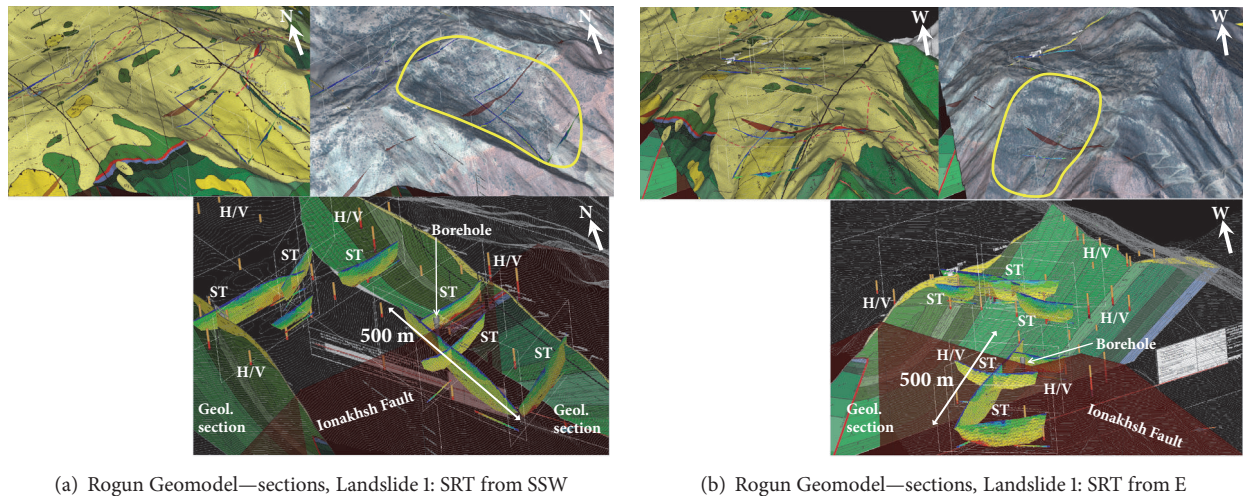 N
N
W
W
N
H/V
Borehole
ST
ST
H/V
ST
ST
500 m
ST
ST
H/V
Geol.
section
Ionakhsh Fault
Geol.
section
W
ST
H/V
ST
H/V
ST
H/V
Borehole
H/V
ST
500 m
H/V
ST
Geol.
section
Ionakhsh Fault
(a) Rogun Geomodel—sections, Landslide 1: SRT from SSW
(b) Rogun Geomodel—sections, Landslide 1: SRT from E